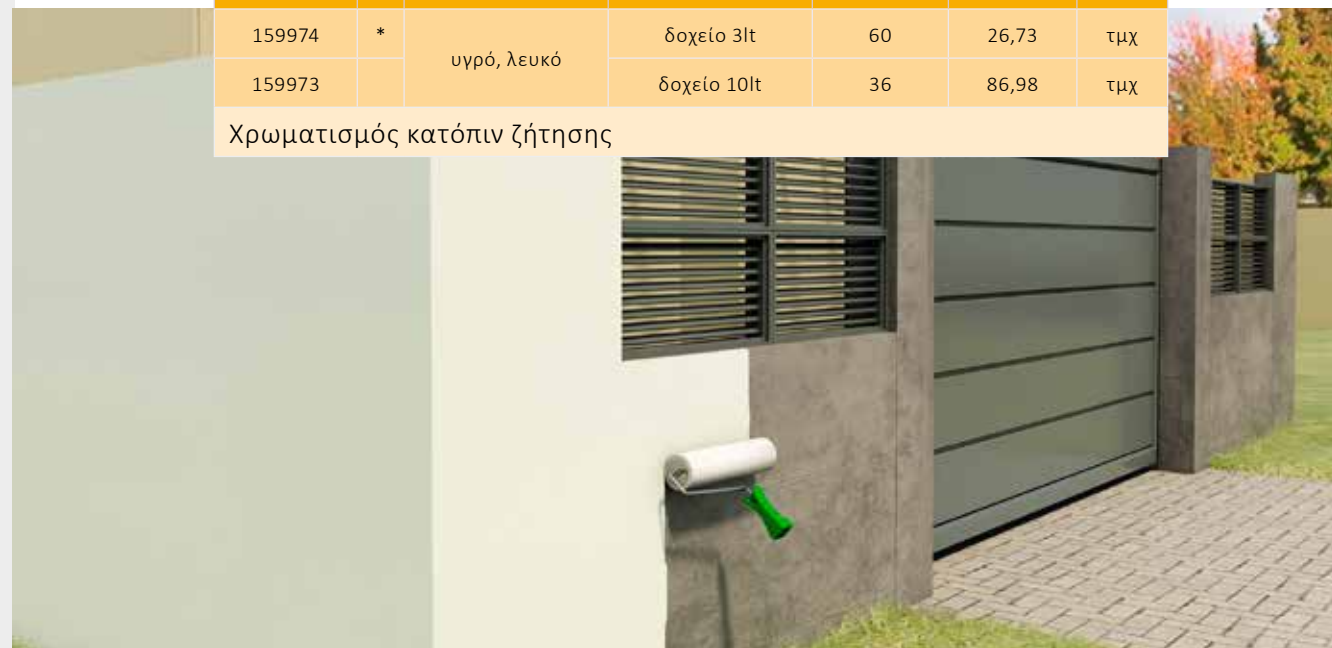 159974 * υγρό, λευκό δοχείο 3lt 60 26,73 τμχ
159973 δοχείο 10lt 36 86,98 τμχ
Χρωματισμός κατόπιν ζήτησης